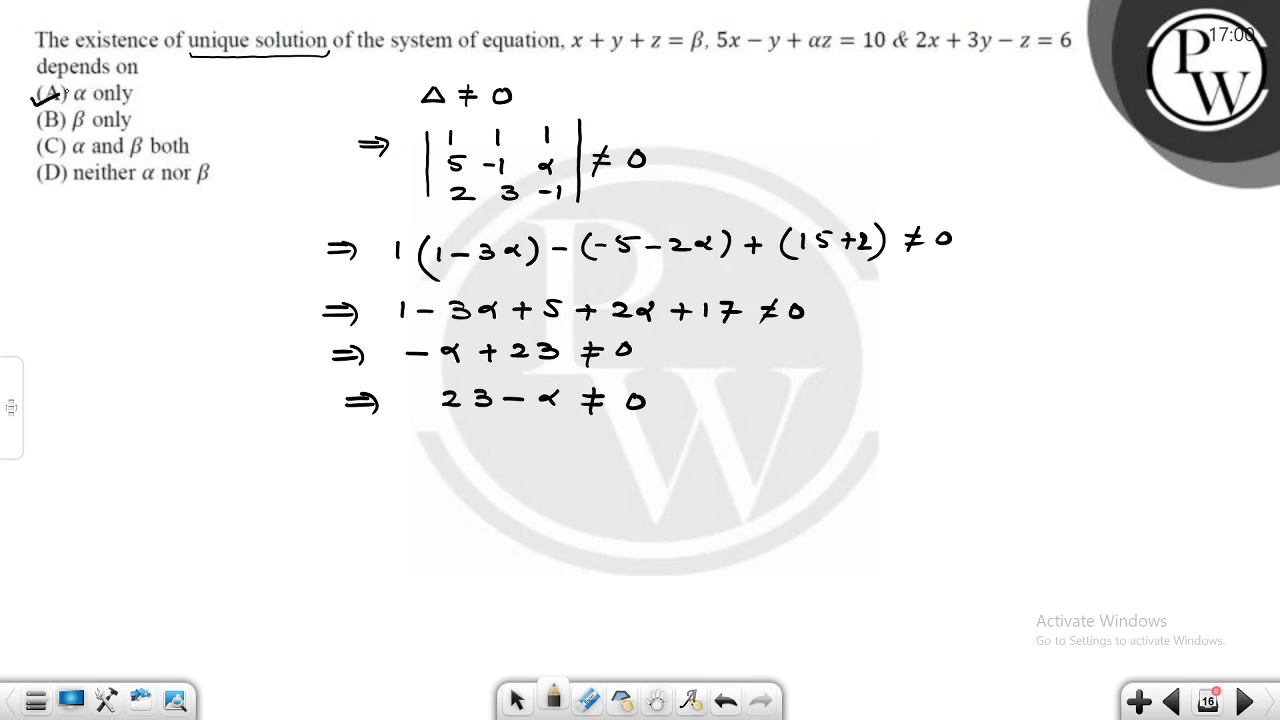 The existence of unique solution of the system of equation, x + y + z = β, 5x − y + αz = 10 & 2x + 3y − z = 6
depends on
(A) α only
(B) β only
(C) α and β both
(D) neither α nor β
17:00
P
W
Δ ≠ 0
⇒ | 1 1 1 |
| 5 -1 α | ≠ 0
| 2 3 -1 |
⇒ 1 (1 - 3α) - (-5 - 2α) + (15+2) ≠ 0
⇒ 1 - 3α + 5 + 2α + 17 ≠ 0
⇒ - α + 23 ≠ 0
⇒ 23 - α ≠ 0
P
W
Activate Windows
Go to Settings to activate Windows.
16